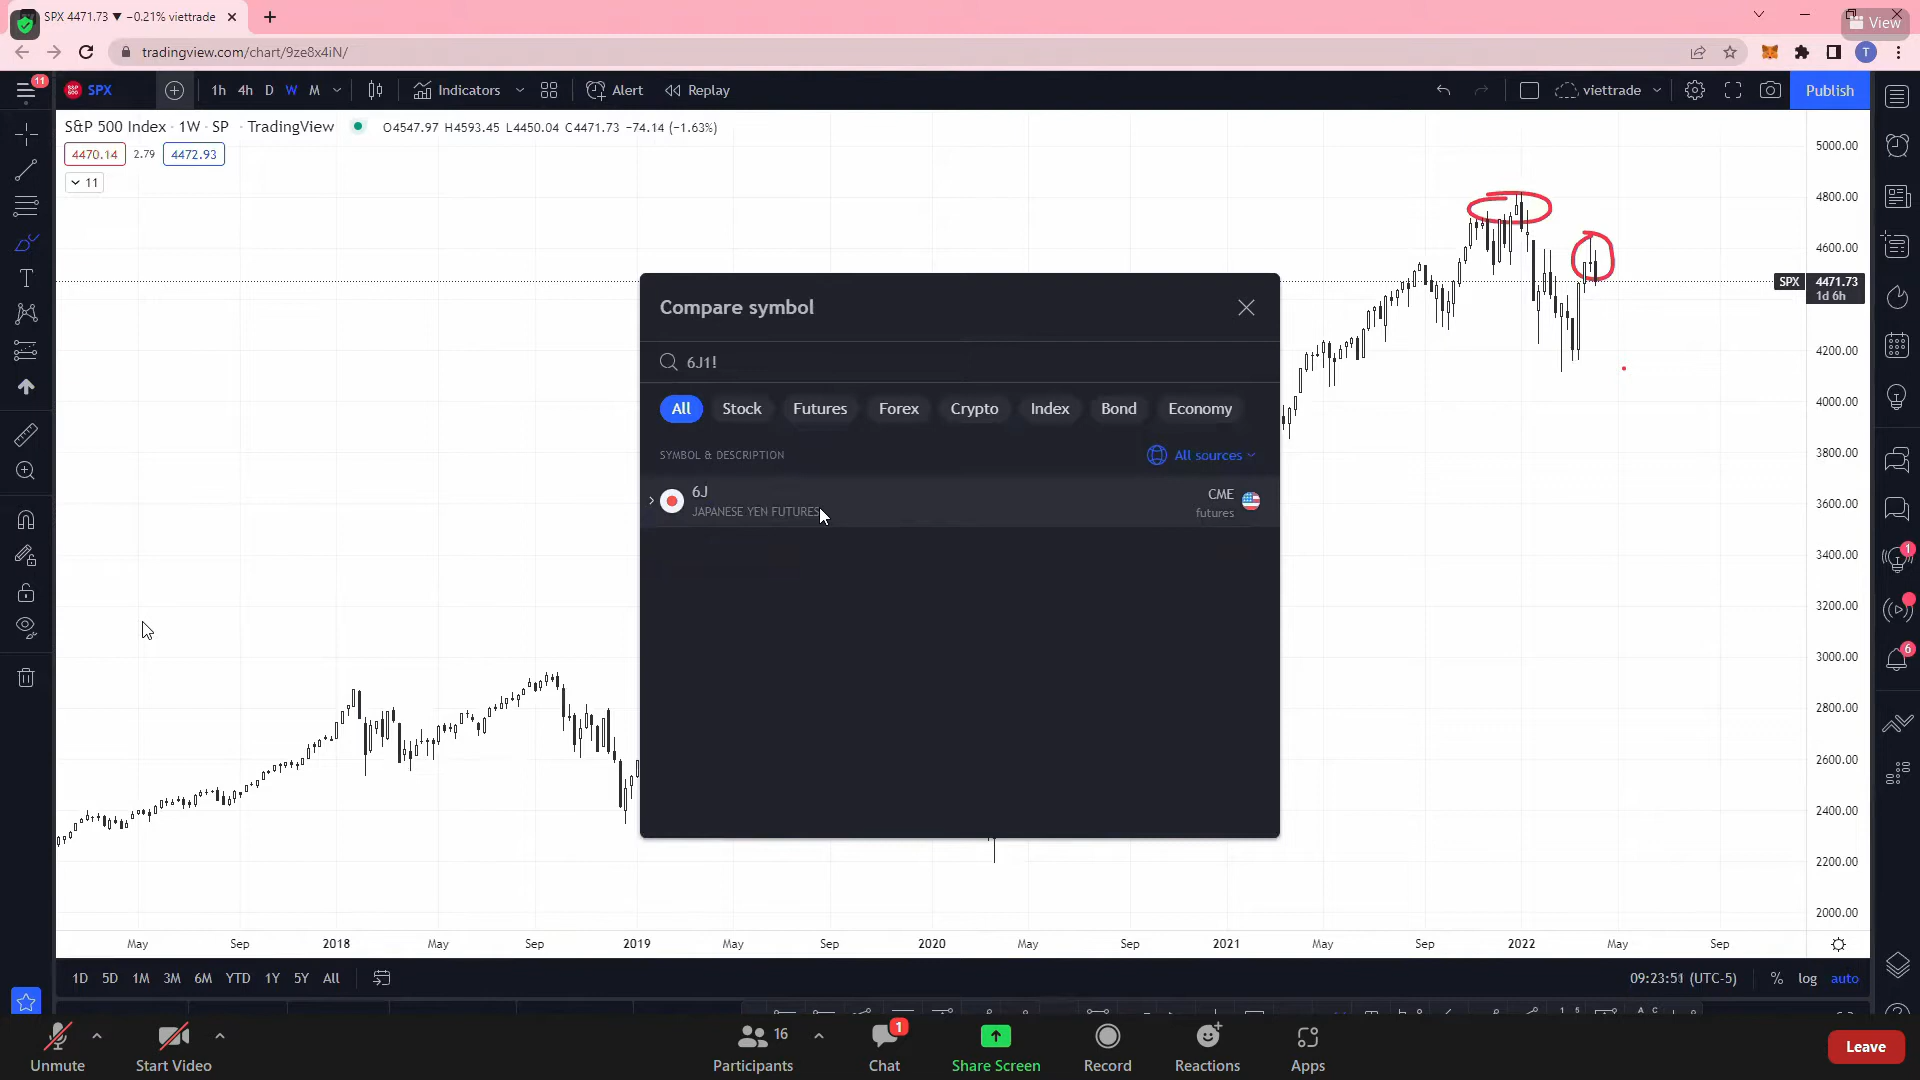 SPX 4471.73 ▼ −0.21% viettrade
View
tradingview.com/chart/9ze8x4iN/
T
11
SPX
1h 4h D W M
Indicators
Alert
Replay
viettrade
Publish
S&P 500 Index · 1W · SP · TradingView
O4547.97 H4593.45 L4450.04 C4471.73 −74.14 (−1.63%)
4470.14 2.79 4472.93
11
5000.00
4800.00
4600.00
SPX 4471.73
1d 6h
4200.00
4000.00
3800.00
3600.00
3400.00
3200.00
3000.00
2800.00
2600.00
2400.00
2200.00
2000.00
Compare symbol
6J1!
All Stock Futures Forex Crypto Index Bond Economy
SYMBOL & DESCRIPTION
All sources
6J
JAPANESE YEN FUTURES
CME
futures
1
6
May Sep 2018 May Sep 2019 May Sep 2020 May Sep 2021 May Sep 2022 May Sep
1D 5D 1M 3M 6M YTD 1Y 5Y All
09:23:51 (UTC-5) % log auto
Unmute
Start Video
16
Participants
1
Chat
Share Screen
Record
Reactions
Apps
Leave